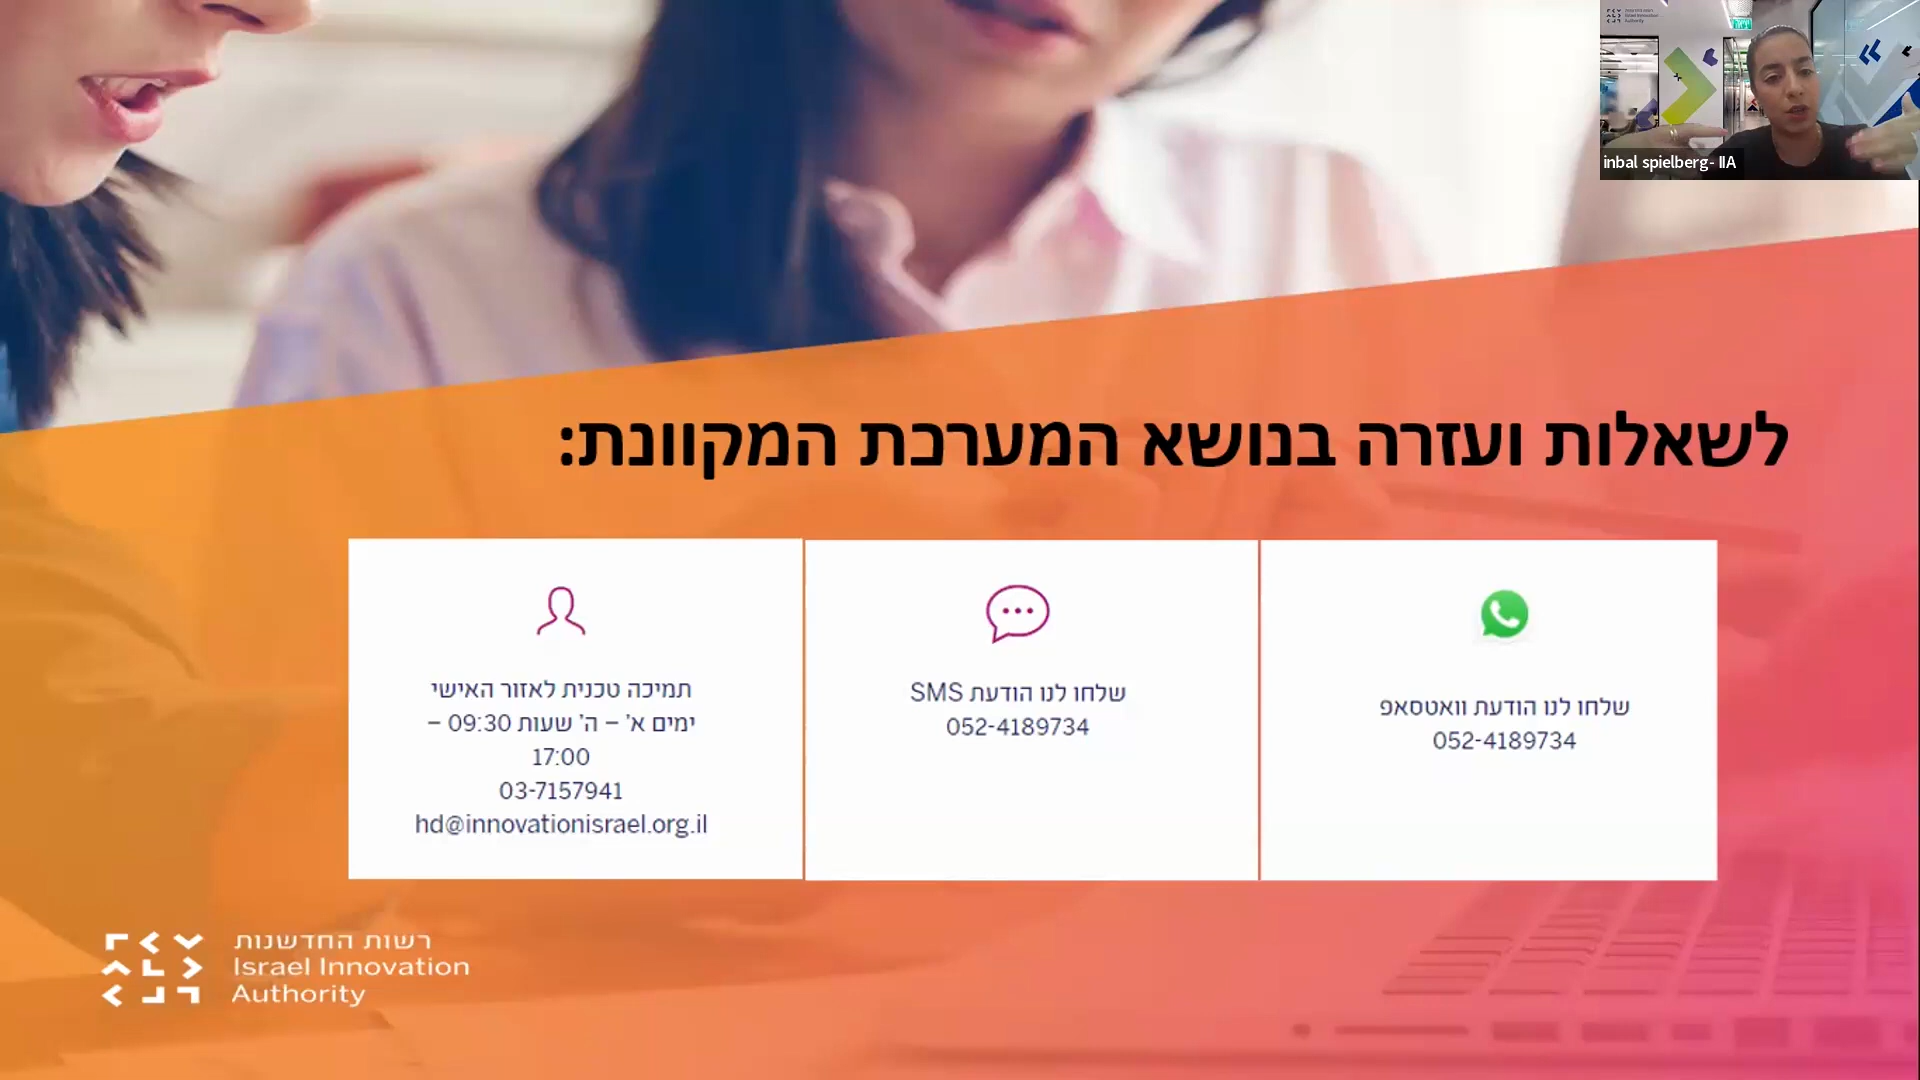 inbal spielberg- IIA
לשאלות ועזרה בנושא המערכת המקוונת:
שלחו לנו הודעת וואטסאפ
052-4189734
שלחו לנו הודעת SMS
052-4189734
תמיכה טכנית לאזור האישי
ימים א' – ה' שעות 09:30 –
17:00
03-7157941
hd@innovationisrael.org.il
רשות החדשנות
Israel Innovation
Authority